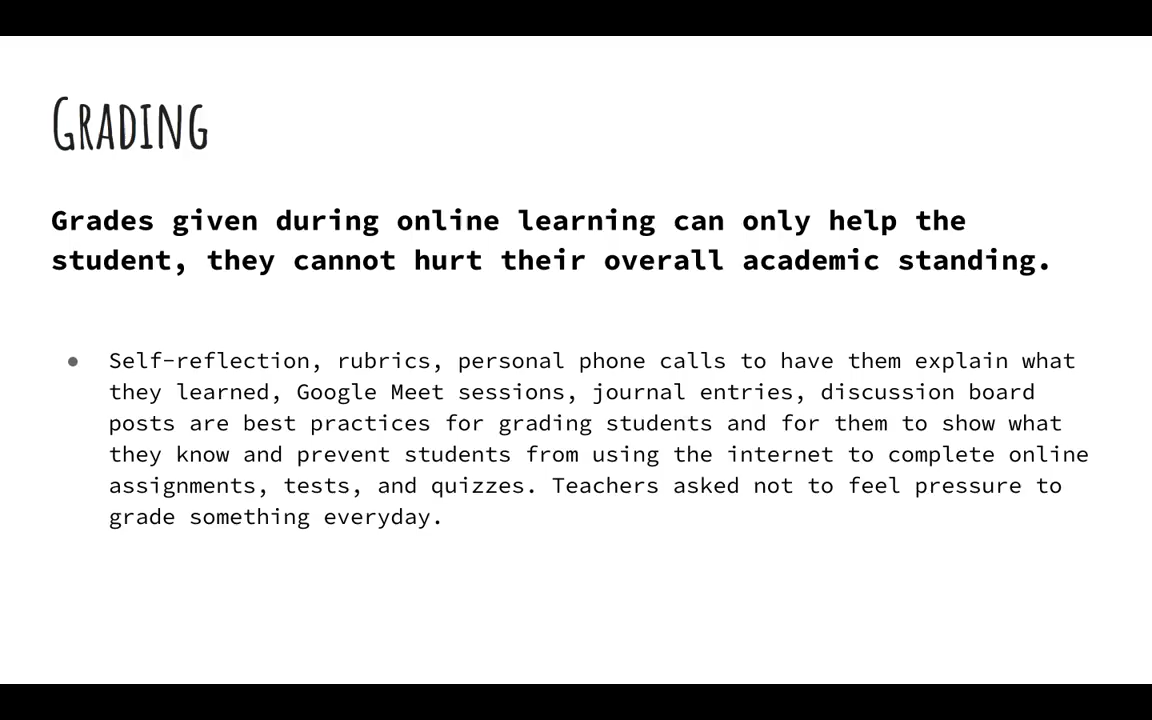 Grading
Grades given during online learning can only help the
student, they cannot hurt their overall academic standing.
● Self-reflection, rubrics, personal phone calls to have them explain what
they learned, Google Meet sessions, journal entries, discussion board
posts are best practices for grading students and for them to show what
they know and prevent students from using the internet to complete online
assignments, tests, and quizzes. Teachers asked not to feel pressure to
grade something everyday.